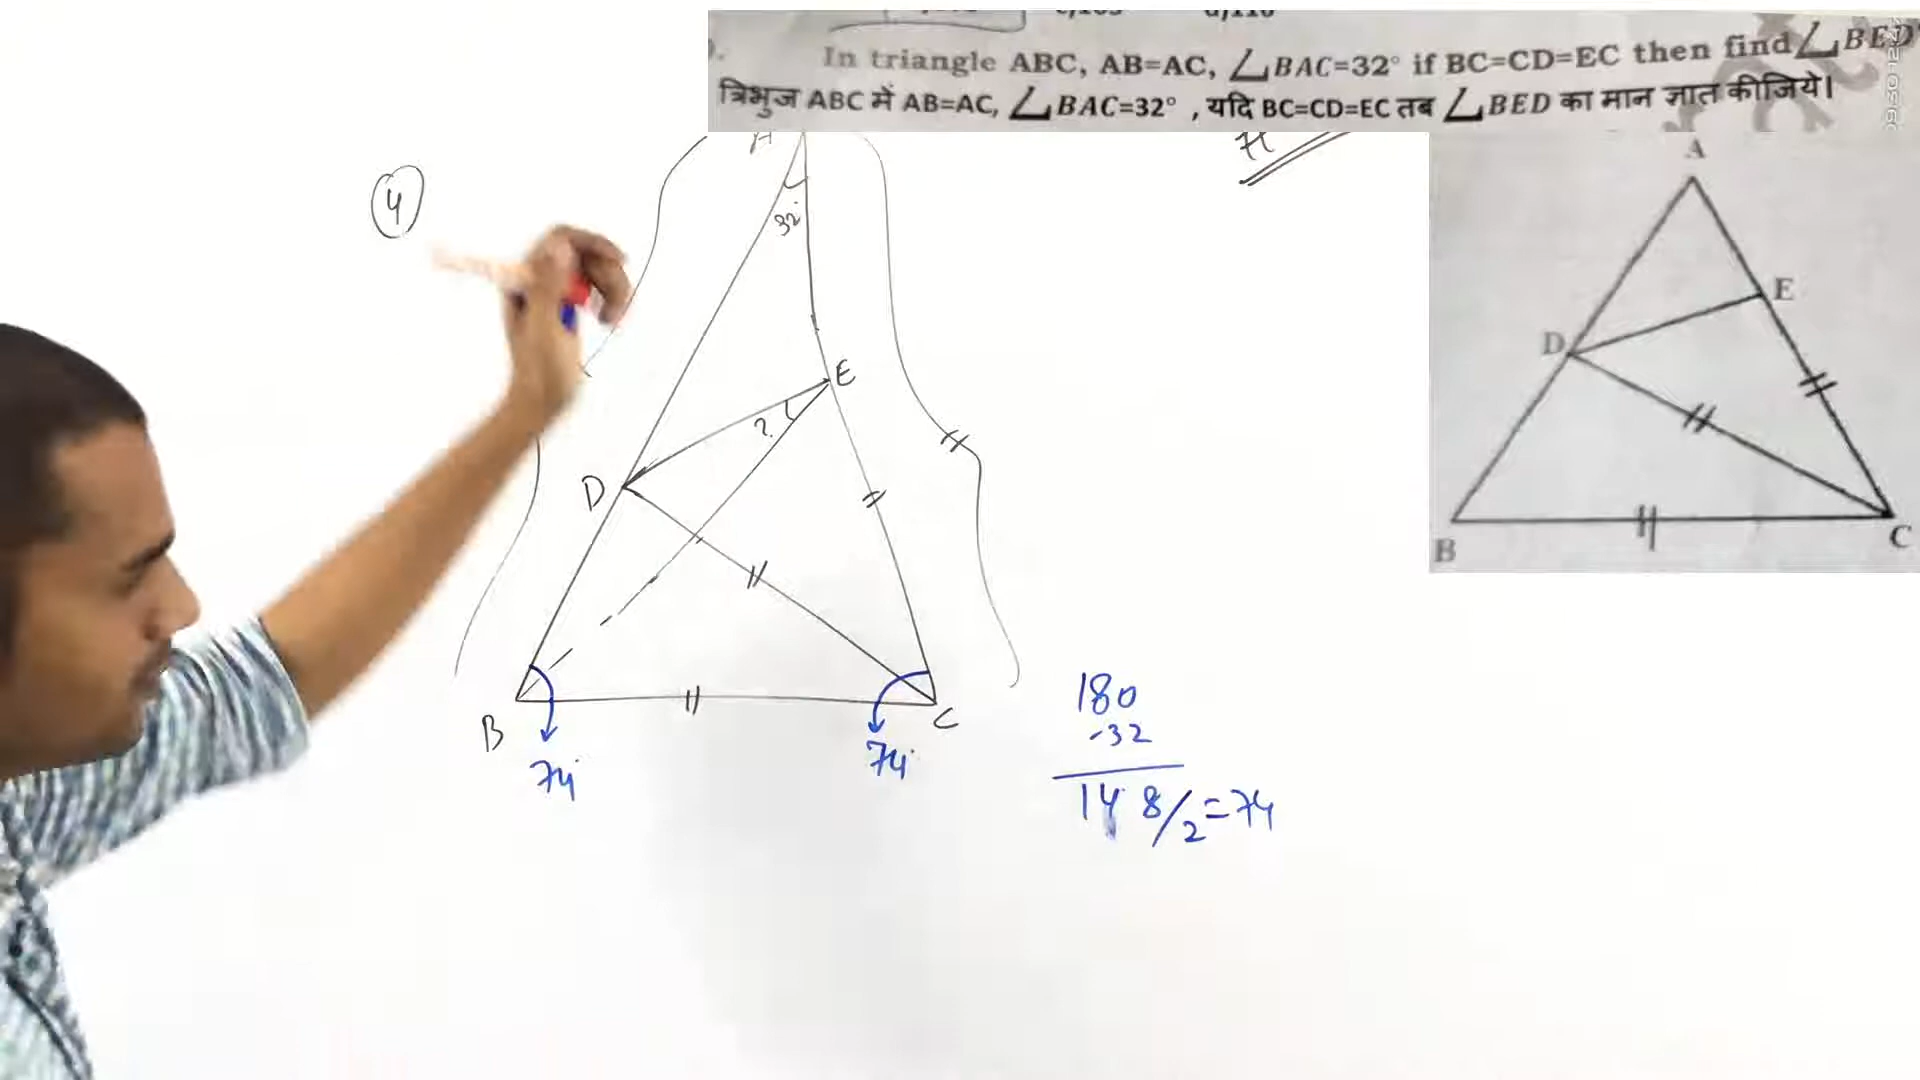 In triangle ABC, AB=AC, ∠BAC=32° if BC=CD=EC then find ∠BED
त्रिभुज ABC में AB=AC, ∠BAC=32° , यदि BC=CD=EC तब ∠BED का मान ज्ञात कीजिये।
4
A
32°
E
?
D
B
C
74°
74°
180
-32
148/2=74
A
E
D
B
C